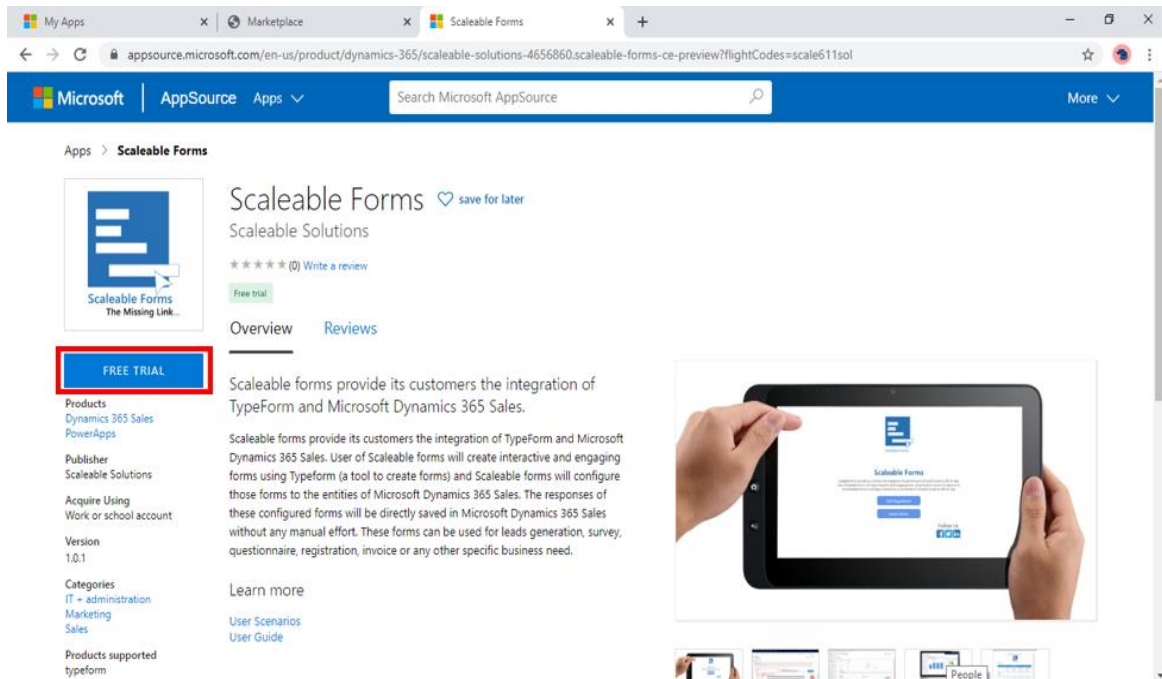 My Apps
Marketplace
Scaleable Forms
appsource.microsoft.com/en-us/product/dynamics-365/scaleable-solutions-4656860.scaleable-forms-ce-preview?flightCodes=scale611sol
Microsoft AppSource Apps Search Microsoft AppSource More
Apps > Scaleable Forms
Scaleable Forms
The Missing Link...
Scaleable Forms save for later
Scaleable Solutions
(0) Write a review
Free trial
Overview Reviews
FREE TRIAL
Products
Dynamics 365 Sales
PowerApps
Publisher
Scaleable Solutions
Acquire Using
Work or school account
Version
1.0.1
Categories
IT + administration
Marketing
Sales
Products supported
typeform
Scaleable forms provide its customers the integration of
TypeForm and Microsoft Dynamics 365 Sales.
Scaleable forms provide its customers the integration of TypeForm and Microsoft
Dynamics 365 Sales. User of Scaleable forms will create interactive and engaging
forms using Typeform (a tool to create forms) and Scaleable forms will configure
those forms to the entities of Microsoft Dynamics 365 Sales. The responses of
these configured forms will be directly saved in Microsoft Dynamics 365 Sales
without any manual effort. These forms can be used for leads generation, survey,
questionnaire, registration, invoice or any other specific business need.
Learn more
User Scenarios
User Guide
Scaleable Forms
Follow Us
People